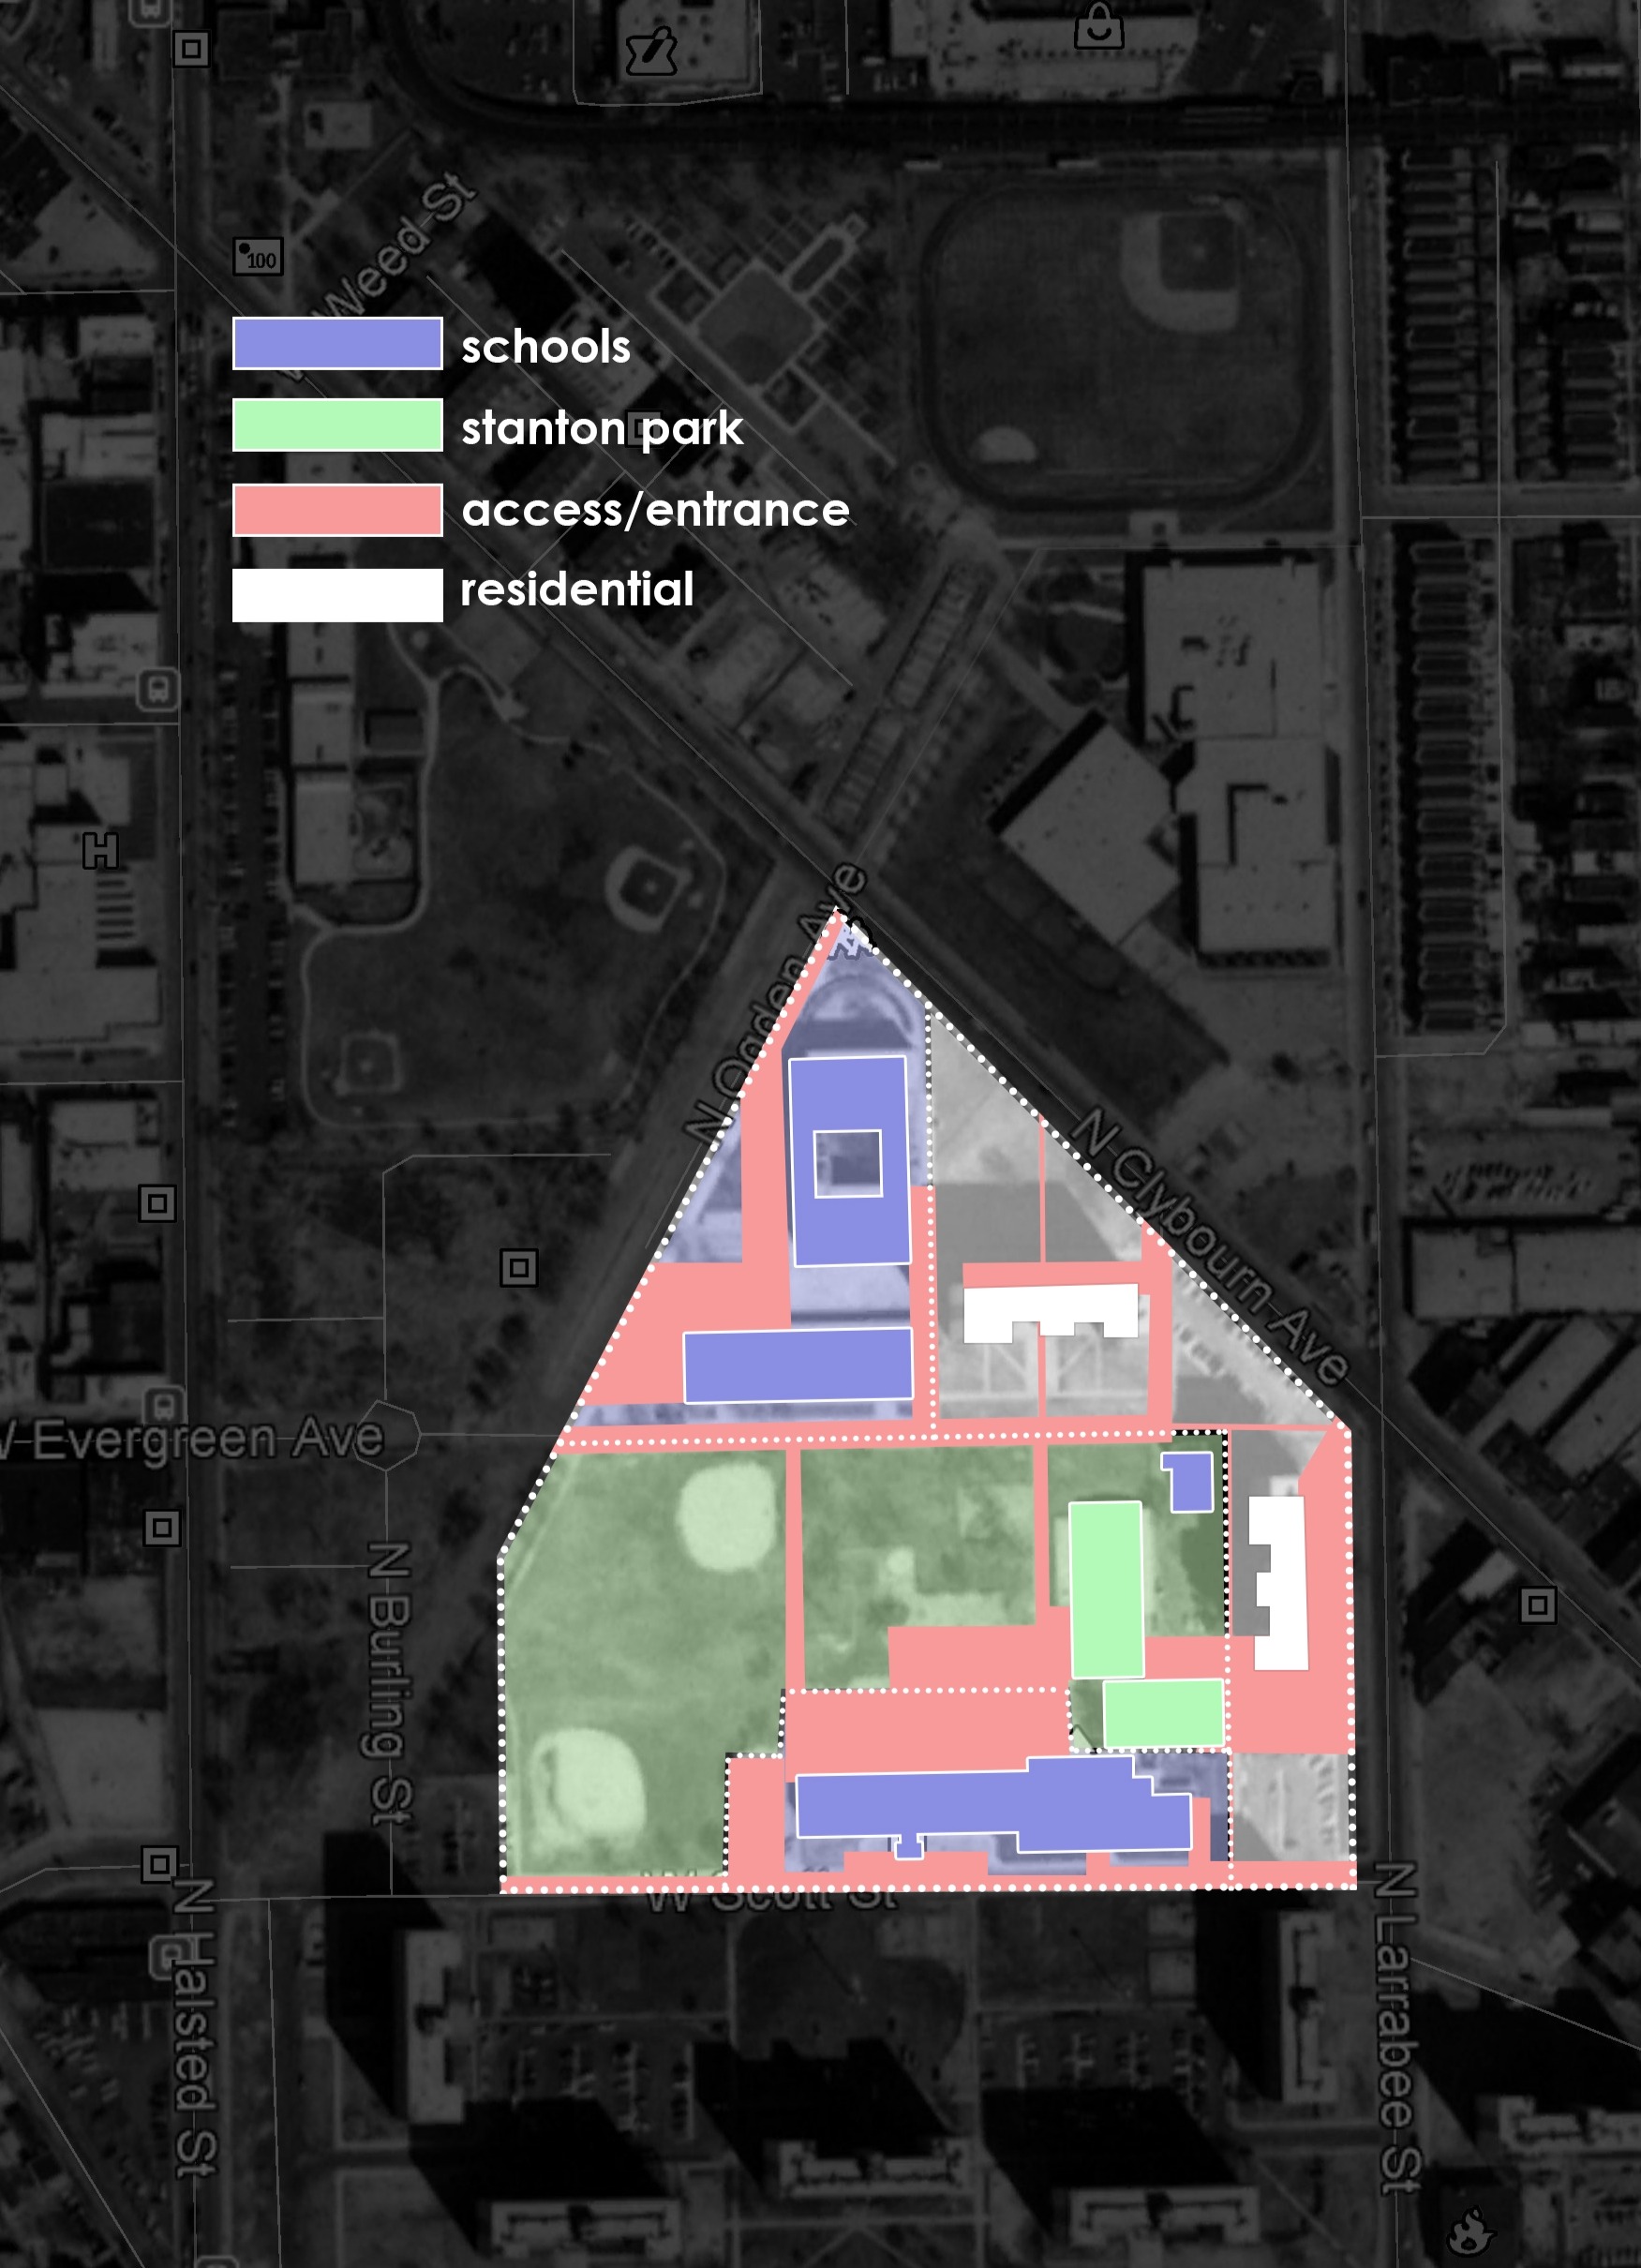 100
W Weed St
schools
stanton park
access/entrance
residential
H
N Ogden Ave
N Clybourn Ave
W Evergreen Ave
N Burling St
W Scott St
N Halsted St
N Larrabee St